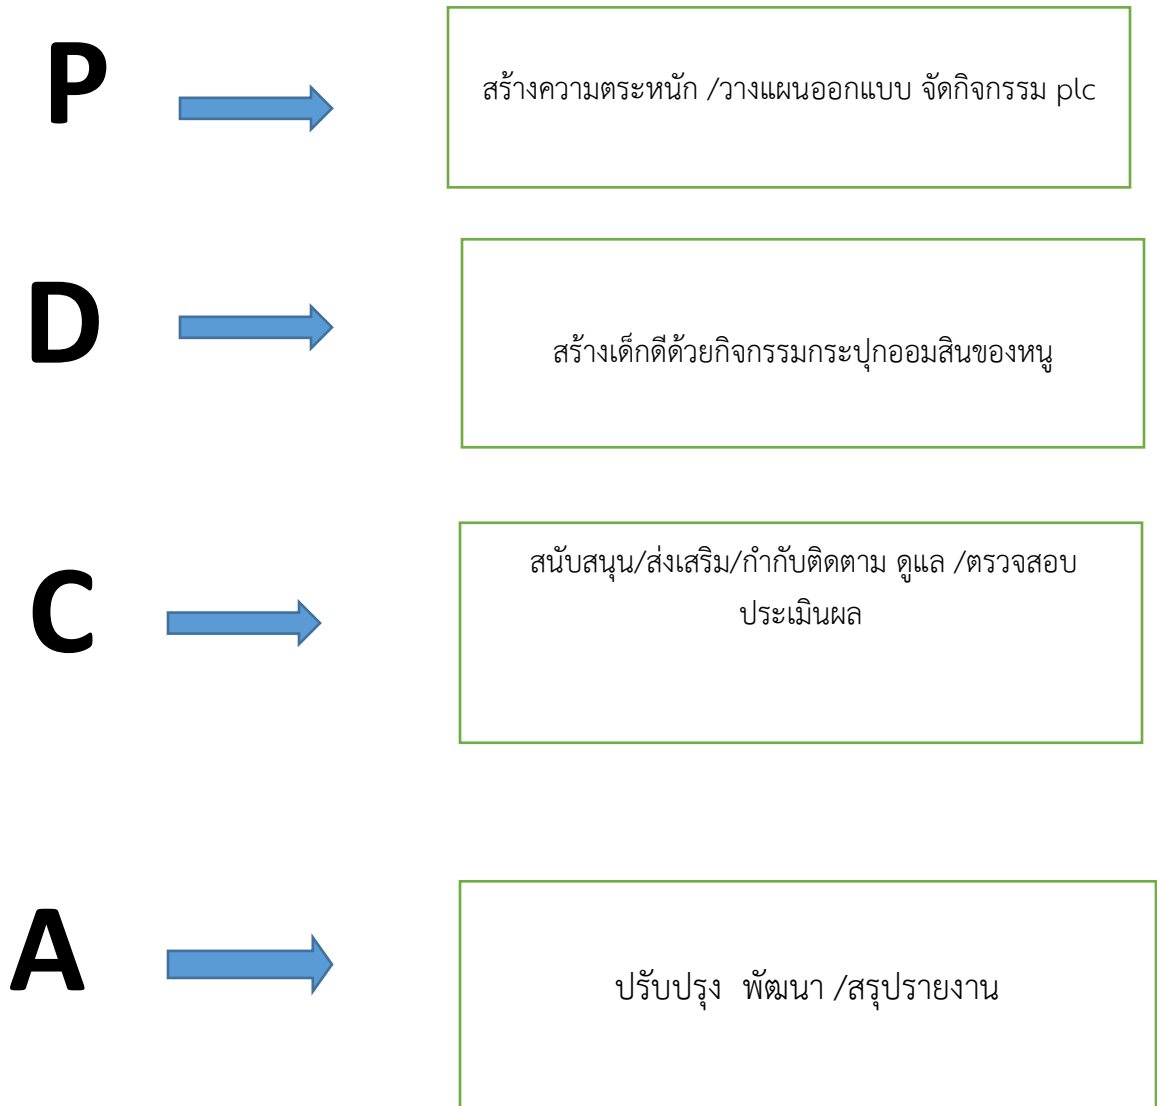 P
สร้างความตระหนัก /วางแผนออกแบบ จัดกิจกรรม plc
D
สร้างเด็กดีด้วยกิจกรรมกระปุกออมสินของหนู
C
สนับสนุน/ส่งเสริม/กำกับติดตาม ดูแล /ตรวจสอบ
ประเมินผล
A
ปรับปรุง พัฒนา /สรุปรายงาน